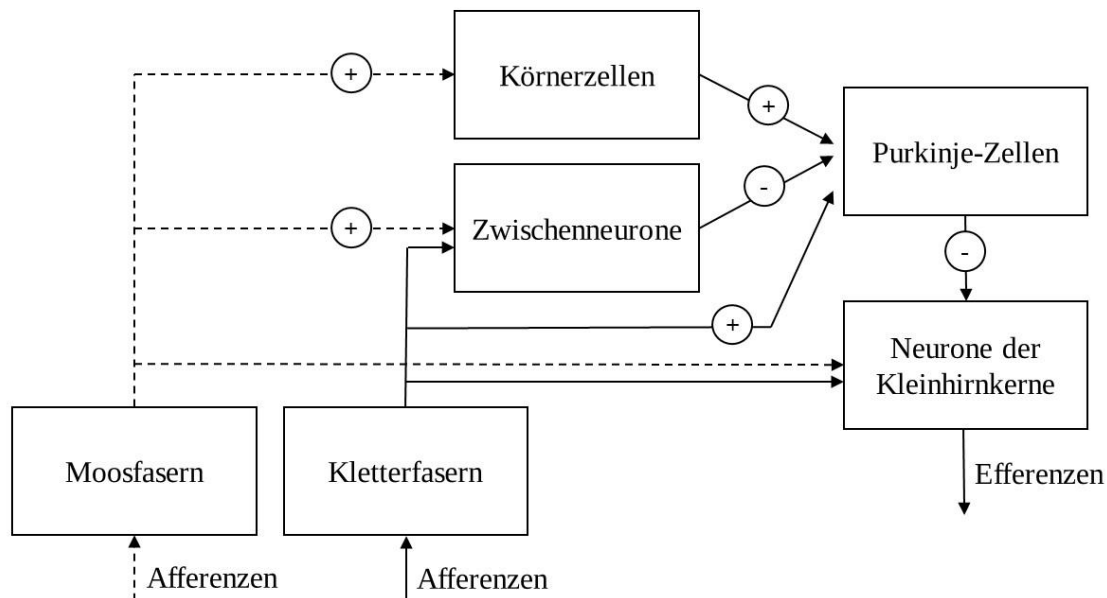 Körnerzellen
+
+
Purkinje-Zellen
+
-
Zwischenneurone
-
+
Neurone der
Kleinhirnkerne
Moosfasern
Kletterfasern
Efferenzen
Afferenzen
Afferenzen